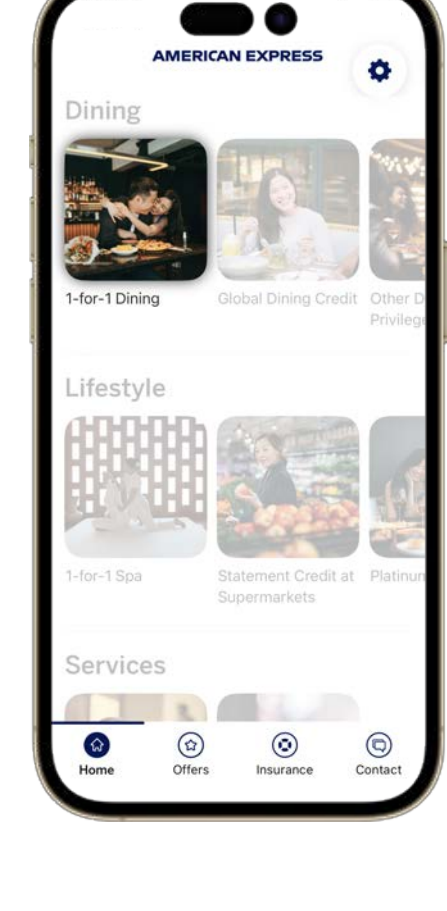 AMERICAN EXPRESS
Dining
1-for-1 Dining
Global Dining Credit
Other D
Privileg
Lifestyle
1-for-1 Spa
Statement Credit at
Supermarkets
Platinum
Services
Home
Offers
Insurance
Contact